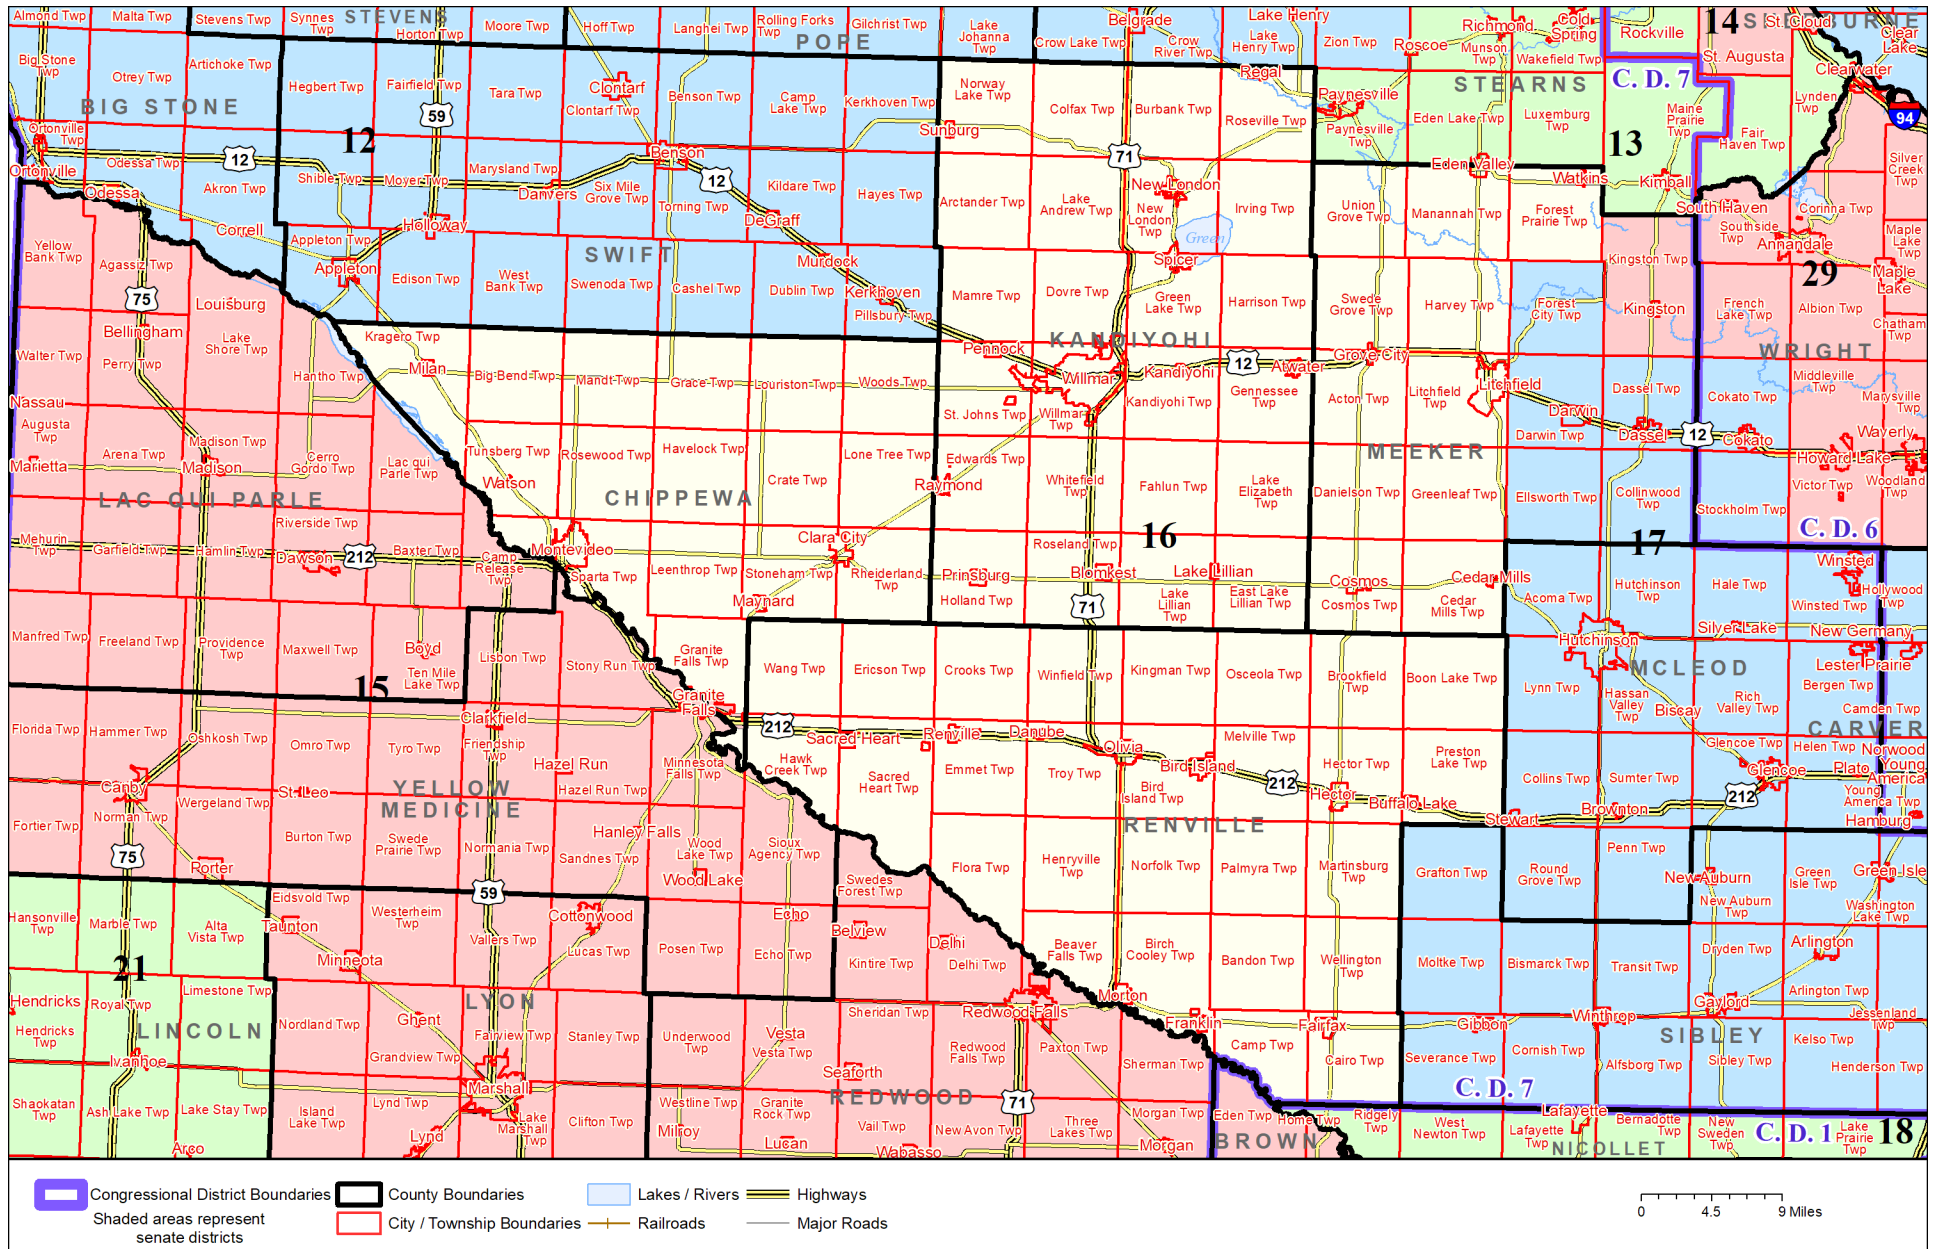 Almond Twp
Malta Twp
Stevens Twp
Synnes
Twp
STEVENS
Horton Twp
Moore Twp
Hoff Twp
Langhei Twp
Rolling Forks
Twp
Gilchrist Twp
POPE
Lake
Johanna
Twp
Belgrade
Crow Lake Twp
Crow
River Twp
Lake Henry
Lake
Henry Twp
Zion Twp
Roscoe
Richmond
Munson
Twp
Cold
Spring
Wakefield Twp
Rockville
14
St. Cloud
St. Augusta
Clear
Lake
Clearwater
Big Stone
Twp
Otrey Twp
Artichoke Twp
BIG STONE
Hegbert Twp
Fairfield Twp
59
Tara Twp
Clontarf
Clontarf Twp
Benson Twp
Camp
Lake Twp
Kerkhoven Twp
Norway
Lake Twp
Colfax Twp
Burbank Twp
Regal
Roseville Twp
Paynesville
Paynesville
Twp
STEARNS
Eden Lake Twp
Luxemburg
Twp
C. D. 7
Maine
Prairie
Twp
Fair
Haven Twp
Lynden
Twp
94
13
Silver
Creek
Twp
Ortonville
Twp
Ortonville
Odessa Twp
Odessa
12
Akron Twp
12
Shible Twp
Moyer Twp
Marysland Twp
Danvers
Benson
Six Mile
Grove Twp
Torning Twp
12
Kildare Twp
Hayes Twp
DeGraff
Sunburg
Arctander Twp
Lake
Andrew Twp
71
New London
New
London
Twp
Irving Twp
Green
Union
Grove Twp
Manannah Twp
Eden Valley
Watkins
Forest
Prairie Twp
Kimball
South Haven
Southside
Twp
Corinna Twp
Annandale
29
Maple
Lake
Twp
Maple
Lake
Yellow
Bank Twp
Agassiz Twp
75
Correll
Louisburg
Appleton Twp
Appleton
Holloway
Edison Twp
West
Bank Twp
SWIFT
Swenoda Twp
Cashel Twp
Dublin Twp
Murdock
Kerkhoven
Pillsbury Twp
Mamre Twp
Dovre Twp
Spicer
Green
Lake Twp
Harrison Twp
Swede
Grove Twp
Harvey Twp
Forest
City Twp
Kingston Twp
Kingston
French
Lake Twp
Albion Twp
Chatham
Twp
WRIGHT
Bellingham
Perry Twp
Walter Twp
Lake
Shore Twp
Hantho Twp
Kragero Twp
Milan
Big Bend Twp
Mandt Twp
Grace Twp
Louriston Twp
Woods Twp
Pennock
KANDIYOHI
Willmar
Willmar
Twp
St. Johns Twp
Kandiyohi
12
Kandiyohi Twp
Gennessee
Twp
Atwater
Grove City
Acton Twp
Litchfield
Twp
Litchfield
Darwin
Darwin Twp
Dassel Twp
Dassel
12
Cokato Twp
Cokato
Middleville
Twp
Marysville
Twp
Waverly
Howard Lake
Victor Twp
Woodland
Twp
Nassau
Augusta
Twp
Marietta
Arena Twp
Madison Twp
Madison
Cerro
Gordo Twp
Lac qui
Parle Twp
LAC QUI PARLE
Riverside Twp
Tunsberg Twp
Watson
Rosewood Twp
Havelock Twp
Crate Twp
Lone Tree Twp
CHIPPEWA
Edwards Twp
Raymond
Whitefield
Twp
Fahlun Twp
Lake
Elizabeth
Twp
MEEKER
Danielson Twp
Greenleaf Twp
Ellsworth Twp
Collinwood
Twp
Stockholm Twp
C. D. 6
Mehurin
Twp
Garfield Twp
Hamlin Twp
Dawson
212
Baxter Twp
Camp
Release
Twp
Montevideo
Sparta Twp
Leenthrop Twp
Stoneham Twp
Maynard
Clara City
Rheiderland
Twp
Prinsburg
Holland Twp
Roseland Twp
Blomkest
16
Lake Lillian
Lake
Lillian
Twp
East Lake
Lillian Twp
71
Cosmos
Cosmos Twp
Cedar Mills
Cedar
Mills Twp
17
Acoma Twp
Hutchinson
Twp
Hale Twp
Winsted
Winsted Twp
Hollywood
Twp
Hutchinson
Silver Lake
New Germany
Lester Prairie
MCLEOD
Bergen Twp
Lynn Twp
Hassan
Valley
Twp
Biscay
Rich
Valley Twp
Camden Twp
CARVER
Manfred Twp
Freeland Twp
Providence
Twp
Maxwell Twp
Boyd
Ten Mile
Lake Twp
15
Lisbon Twp
Stony Run Twp
Granite
Falls Twp
Granite
Falls
Wang Twp
Ericson Twp
Crooks Twp
Winfield Twp
Kingman Twp
Osceola Twp
Brookfield
Twp
Boon Lake Twp
Florida Twp
Hammer Twp
Oshkosh Twp
Omro Twp
Tyro Twp
Clarkfield
Friendship
Twp
Hazel Run
Hazel Run Twp
Minnesota
Falls Twp
212
Hawk
Creek Twp
Sacred Heart
Sacred
Heart Twp
Renville
Emmet Twp
Danube
Troy Twp
Olivia
Bird Island
Bird
Island Twp
Melville Twp
212
Hector Twp
Hector
Preston
Lake Twp
Buffalo Lake
Stewart
Collins Twp
Sumter Twp
Brownton
Glencoe Twp
Glencoe
212
Helen Twp
Plato
Norwood
Young
America
Young
America Twp
Hamburg
Canby
Norman Twp
Fortier Twp
75
Wergeland Twp
St. Leo
Burton Twp
YELLOW
MEDICINE
Swede
Prairie Twp
Normania Twp
Hanley Falls
Sandnes Twp
Wood
Lake Twp
Wood Lake
Sioux
Agency Twp
RENVILLE
Porter
59
Swedes
Forest Twp
Flora Twp
Henryville
Twp
Norfolk Twp
Palmyra Twp
Martinsburg
Twp
Grafton Twp
Round
Grove Twp
Penn Twp
New Auburn
New Auburn
Twp
Green
Isle Twp
Green Isle
Washington
Lake Twp
Hansonville
Twp
Marble Twp
Alta
Vista Twp
Eidsvold Twp
Taunton
Westerheim
Twp
Vallers Twp
Cottonwood
Lucas Twp
Minneota
Posen Twp
Echo
Echo Twp
Belview
Kintire Twp
Delhi
Delhi Twp
Beaver
Falls Twp
Birch
Cooley Twp
Bandon Twp
Wellington
Twp
Moltke Twp
Bismarck Twp
Transit Twp
Dryden Twp
Arlington
Arlington Twp
Jessenland
Twp
21
Hendricks
Hendricks
Twp
Royal Twp
Limestone Twp
LINCOLN
Ivanhoe
Nordland Twp
Ghent
Grandview Twp
LYON
Fairview Twp
Stanley Twp
Underwood
Twp
Vesta
Vesta Twp
Sheridan Twp
Seaforth
Redwood Falls
Redwood
Falls Twp
Paxton Twp
Morton
Sherman Twp
Franklin
Camp Twp
Fairfax
Cairo Twp
Gibbon
Severance Twp
Cornish Twp
Winthrop
Alfsborg Twp
Gaylord
SIBLEY
Sibley Twp
Kelso Twp
Henderson Twp
C. D. 7
Shaokatan
Twp
Ash Lake Twp
Lake Stay Twp
Arco
Island
Lake
Twp
Lynd Twp
Lynd
Marshall
Lake
Marshall
Twp
Clifton Twp
Westline Twp
Milroy
Granite
Rock Twp
Lucan
REDWOOD
Vail Twp
Wabasso
New Avon Twp
71
Three
Lakes Twp
Morgan Twp
Morgan
Eden Twp
Home Twp
BROWN
Ridgely
Twp
West
Newton Twp
Lafayette
Lafayette
Twp
NICOLLET
Bernadotte
Twp
New
Sweden
Twp
C. D. 1
Lake
Prairie
Twp
18
Congressional District Boundaries
County Boundaries
Lakes / Rivers
Highways
Shaded areas represent
senate districts
City / Township Boundaries
Railroads
Major Roads
0 4.5 9 Miles